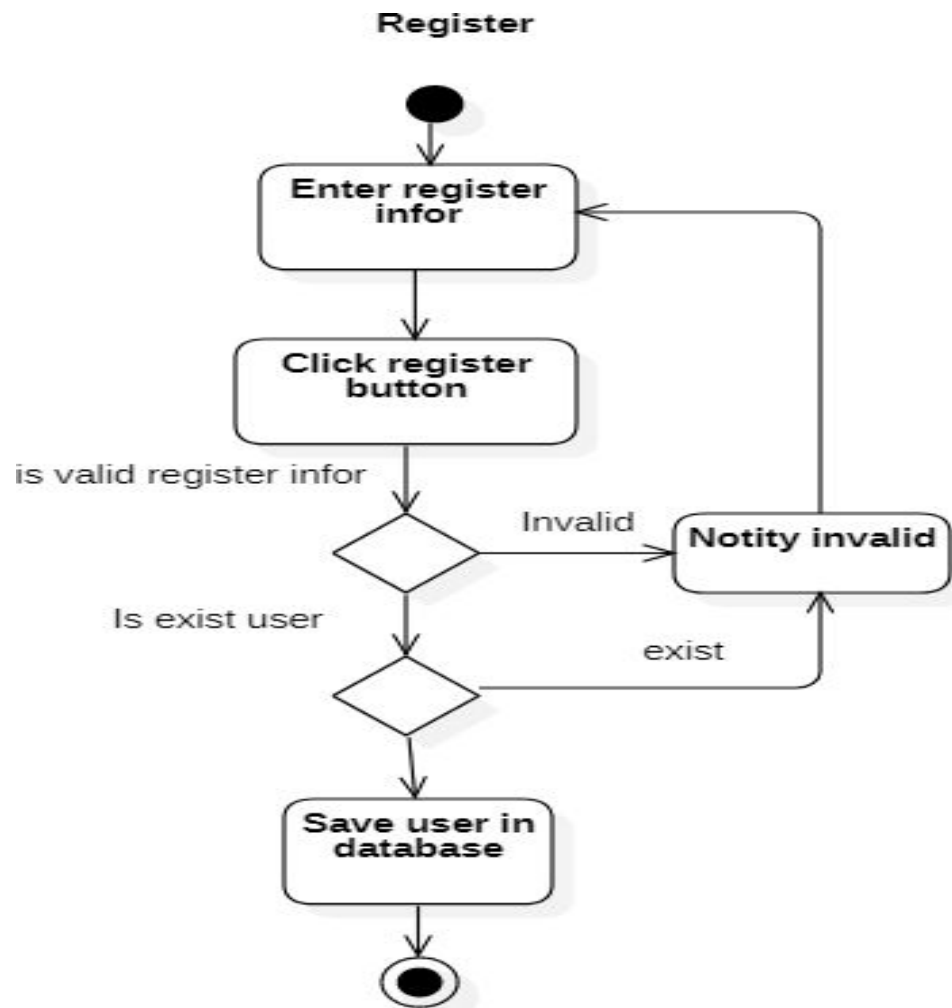 Register
Enter register
infor
Click register
button
is valid register infor
Invalid
Notity invalid
Is exist user
exist
Save user in
database